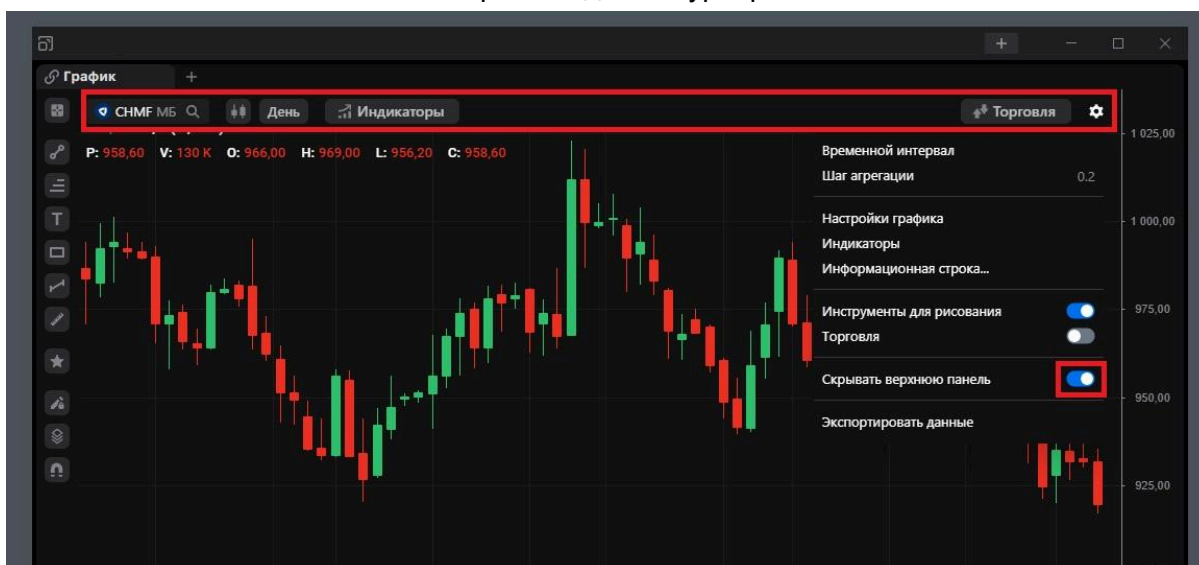 График
CHMF МБ День Индикаторы Торговля
P: 958,60 V: 130 K O: 966,00 H: 969,00 L: 956,20 C: 958,60
Временной интервал
Шаг агрегации 0.2
Настройки графика
Индикаторы
Информационная строка...
Инструменты для рисования
Торговля
Скрывать верхнюю панель
Экспортировать данные
1 025,00
1 000,00
975,00
950,00
925,00